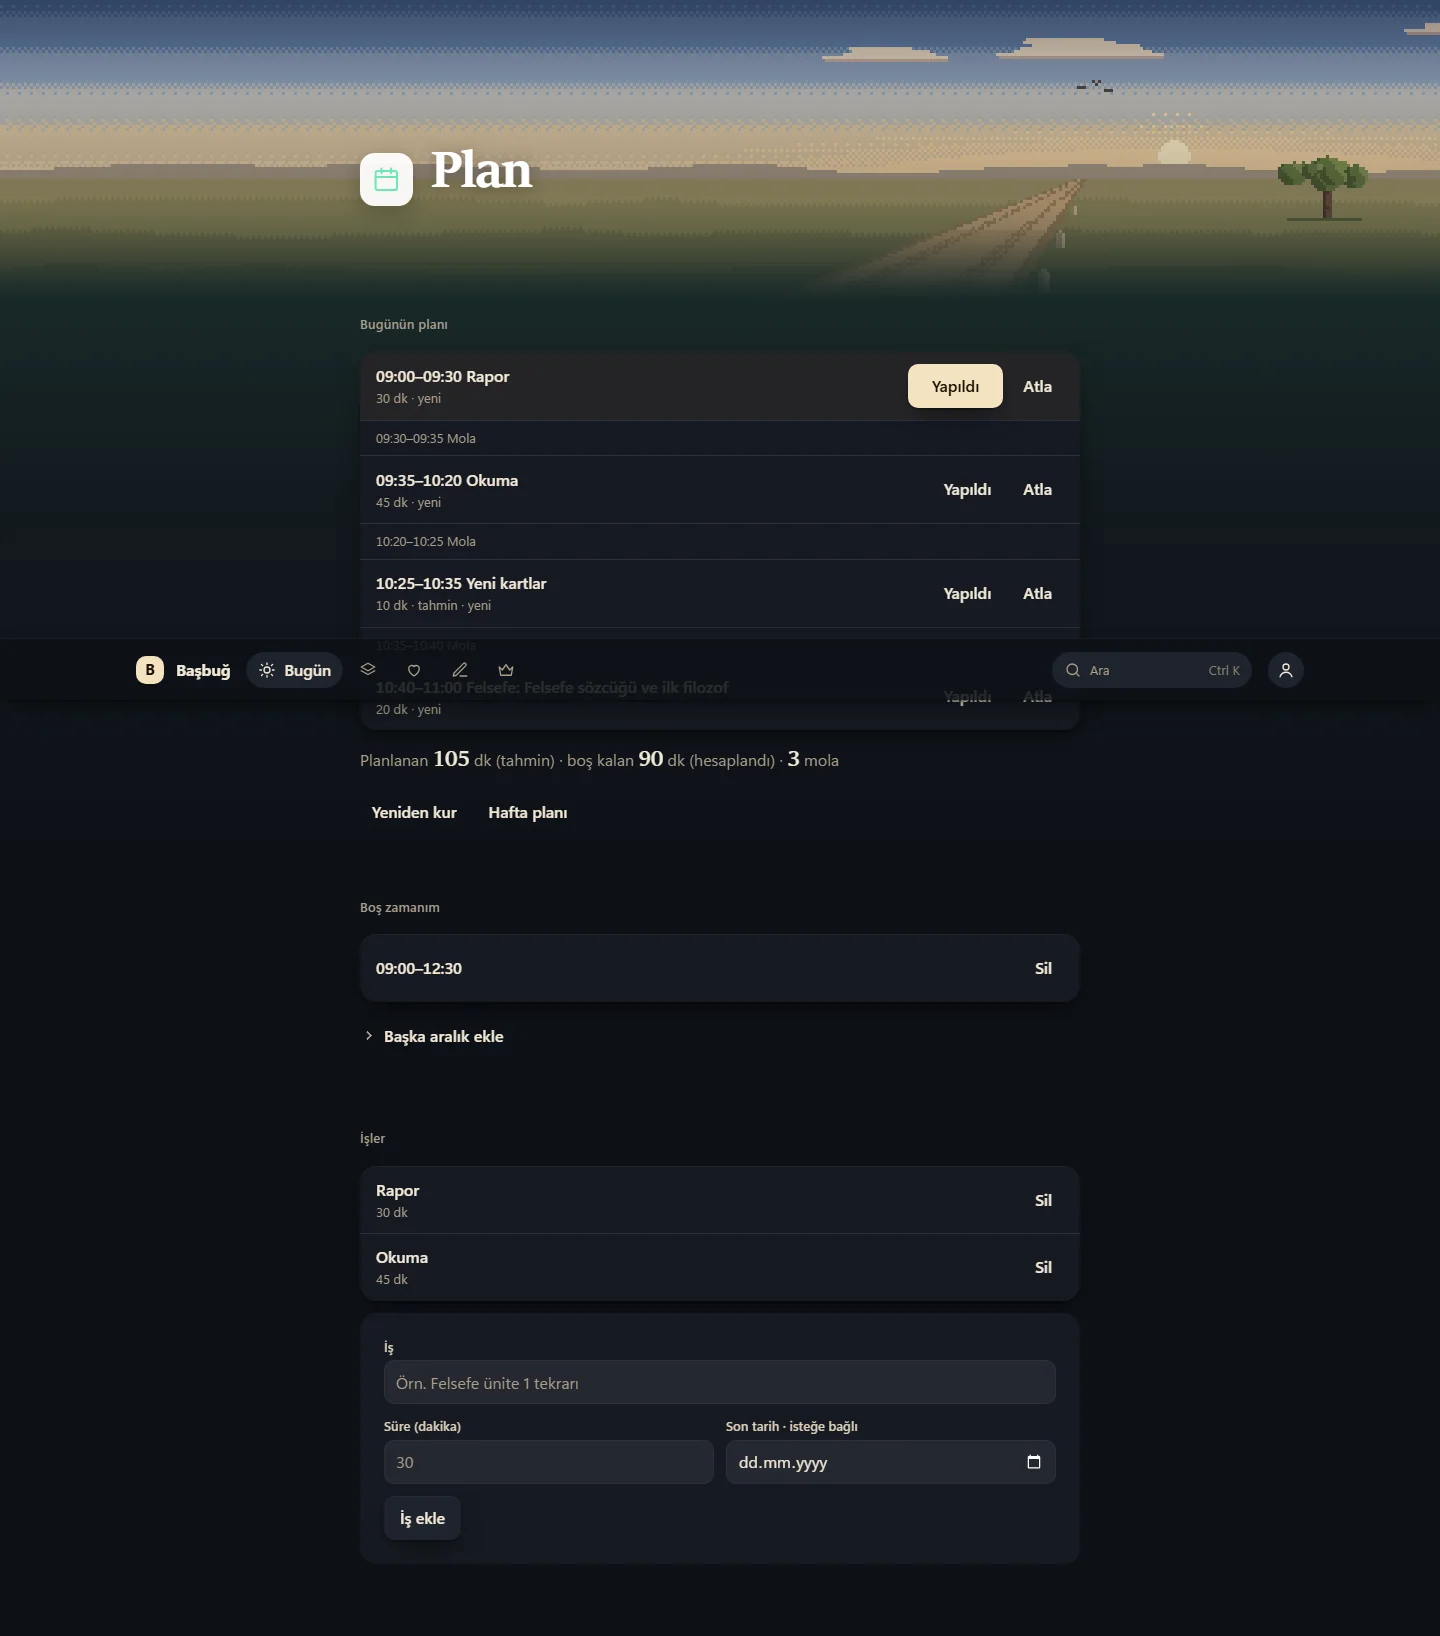 Plan
Bugünün planı
09:00–09:30 Rapor
30 dk · yeni
Yapıldı
Atla
09:30–09:35 Mola
09:35–10:20 Okuma
45 dk · yeni
Yapıldı
Atla
10:20–10:25 Mola
10:25–10:35 Yeni kartlar
10 dk · tahmin · yeni
Yapıldı
Atla
10:35–10:40 Mola
B Başbuğ
Bugün
Ara
Ctrl K
10:40–11:00 Felsefe: Felsefe sözcüğü ve ilk filozof
20 dk · yeni
Yapıldı
Atla
Planlanan 105 dk (tahmin) · boş kalan 90 dk (hesaplandı) · 3 mola
Yeniden kur
Hafta planı
Boş zamanım
09:00–12:30
Sil
Başka aralık ekle
İşler
Rapor
30 dk
Sil
Okuma
45 dk
Sil
İş
Örn. Felsefe ünite 1 tekrarı
Süre (dakika)
Son tarih · isteğe bağlı
30
dd.mm.yyyy
İş ekle